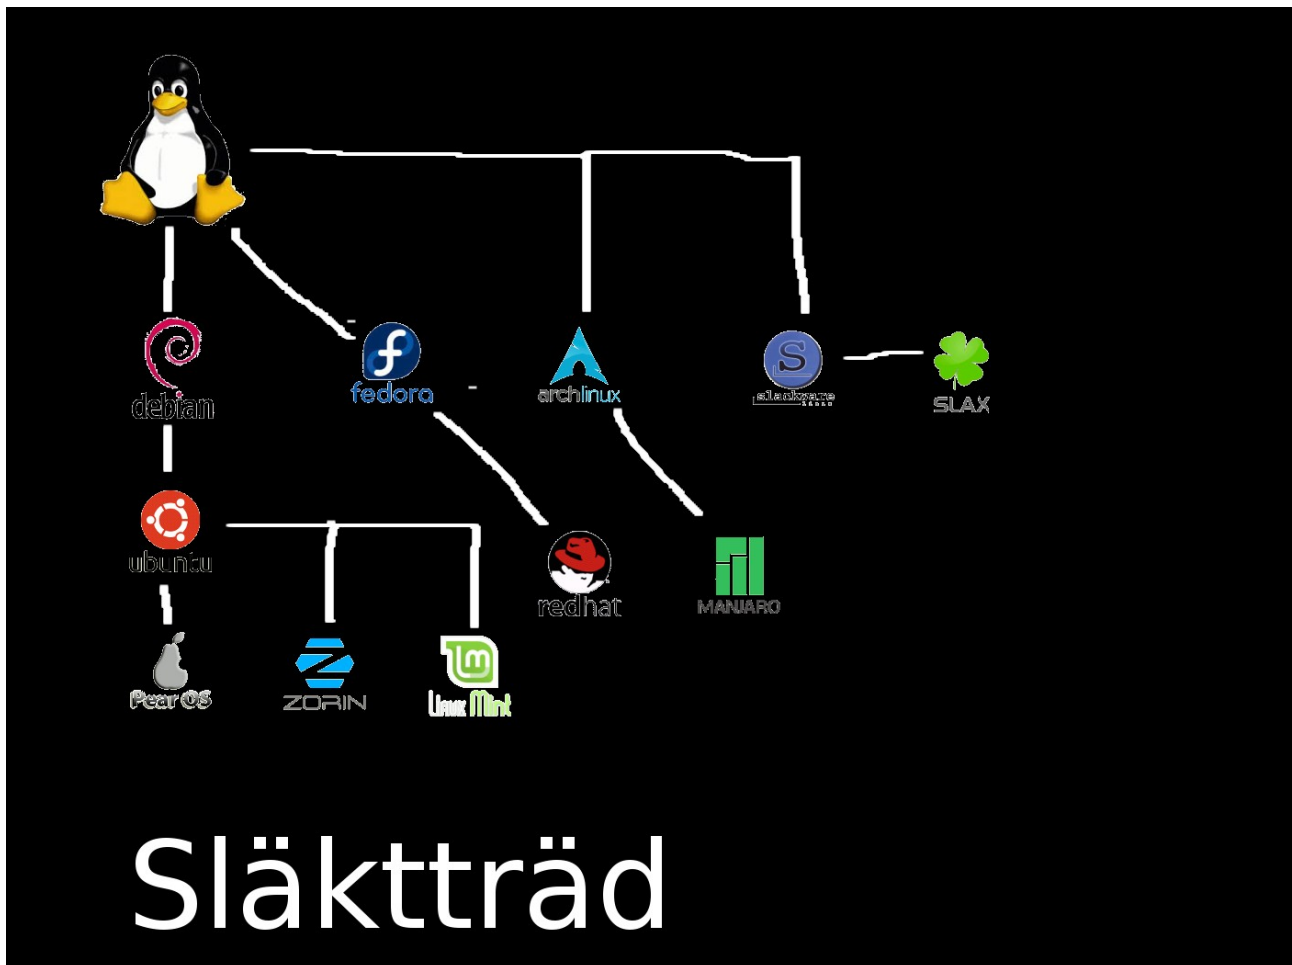 debian
fedora
archlinux
slackware
SLAX
ubuntu
redhat
MANJARO
Pear OS
ZORIN
Linux Mint
Släktträd